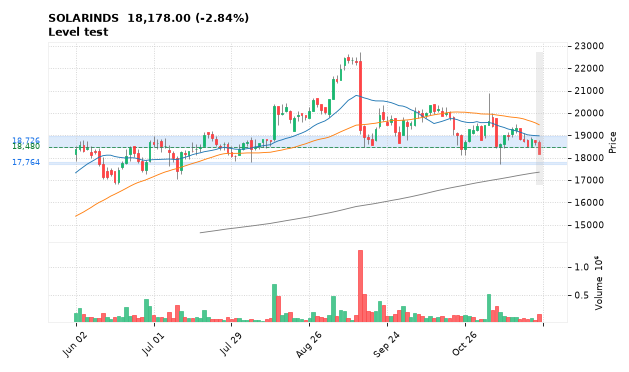 SOLARINDS 18,178.00 (-2.84%)
Level test
23000
22000
21000
20000
19000
18000
17000
16000
15000
18,726
18,480
17,764
Price
1.0
0.5
Volume 10⁶
Jun 02
Jul 01
Jul 29
Aug 26
Sep 24
Oct 26